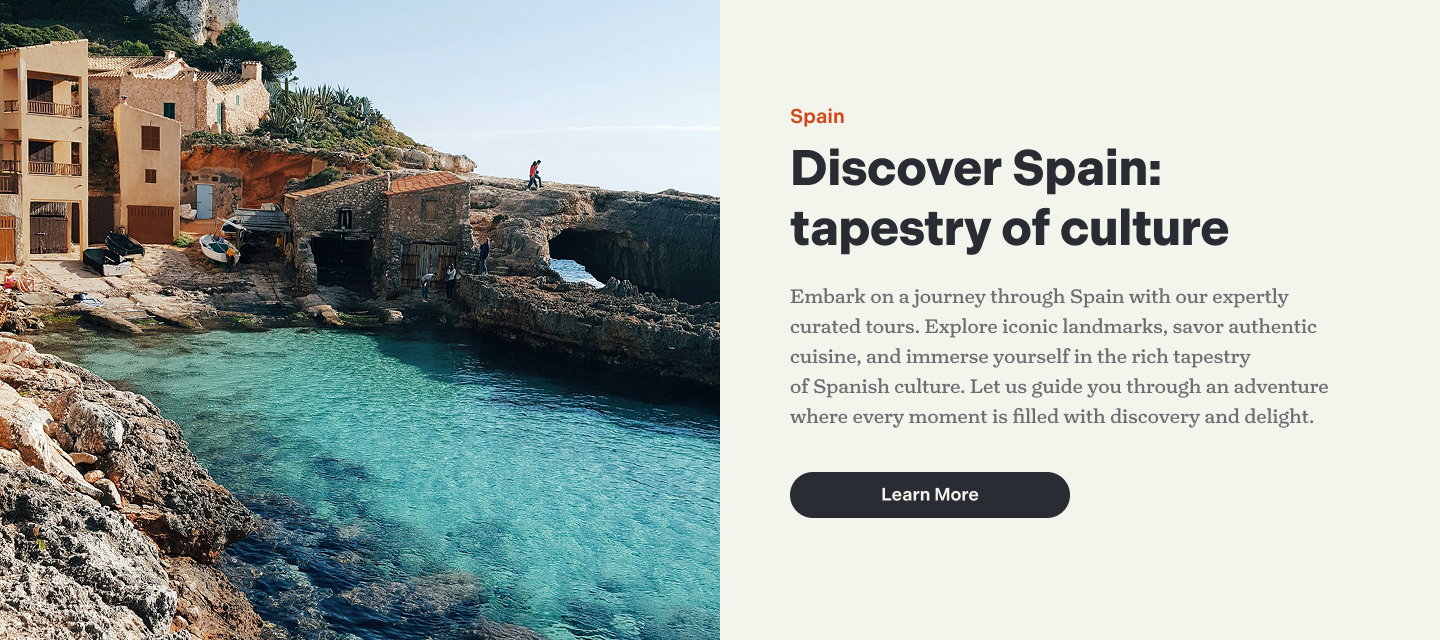 Spain
Discover Spain:
tapestry of culture
Embark on a journey through Spain with our expertly
curated tours. Explore iconic landmarks, savor authentic
cuisine, and immerse yourself in the rich tapestry
of Spanish culture. Let us guide you through an adventure
where every moment is filled with discovery and delight.
Learn More